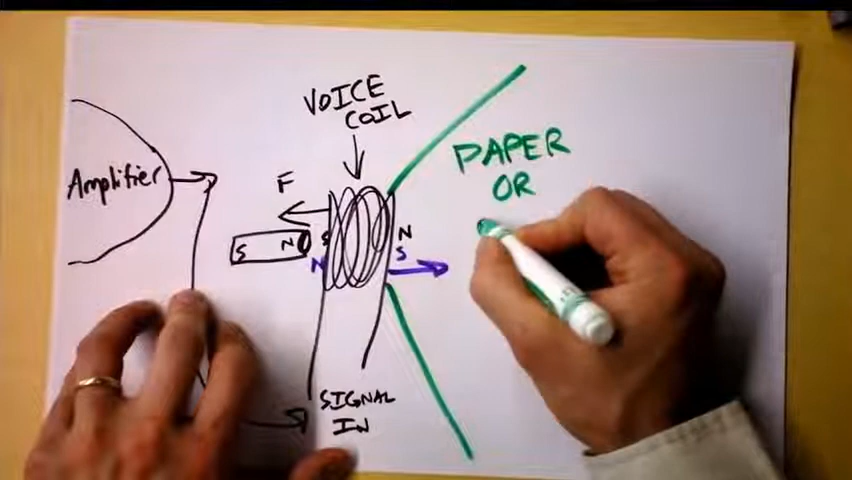 VOICE
COIL
Amplifier
F
S N
S
N
N
S
PAPER
OR
SIGNAL
IN